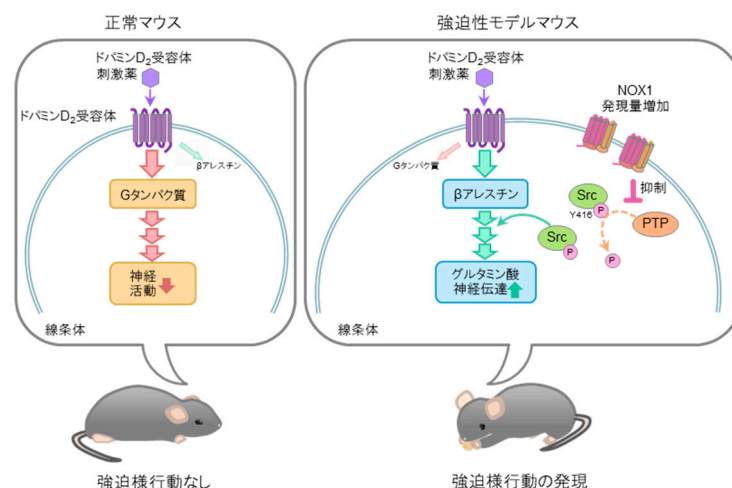 正常マウス
ドパミンD2受容体
刺激薬
ドパミンD2受容体
βアレスチン
Gタンパク質
神経
活動
線条体
強迫様行動なし
強迫性モデルマウス
ドパミンD2受容体
刺激薬
NOX1
発現量増加
Gタンパク質
抑制
βアレスチン
Src
P
Y416
PTP
Src
P
P
グルタミン酸
神経伝達
線条体
強迫様行動の発現